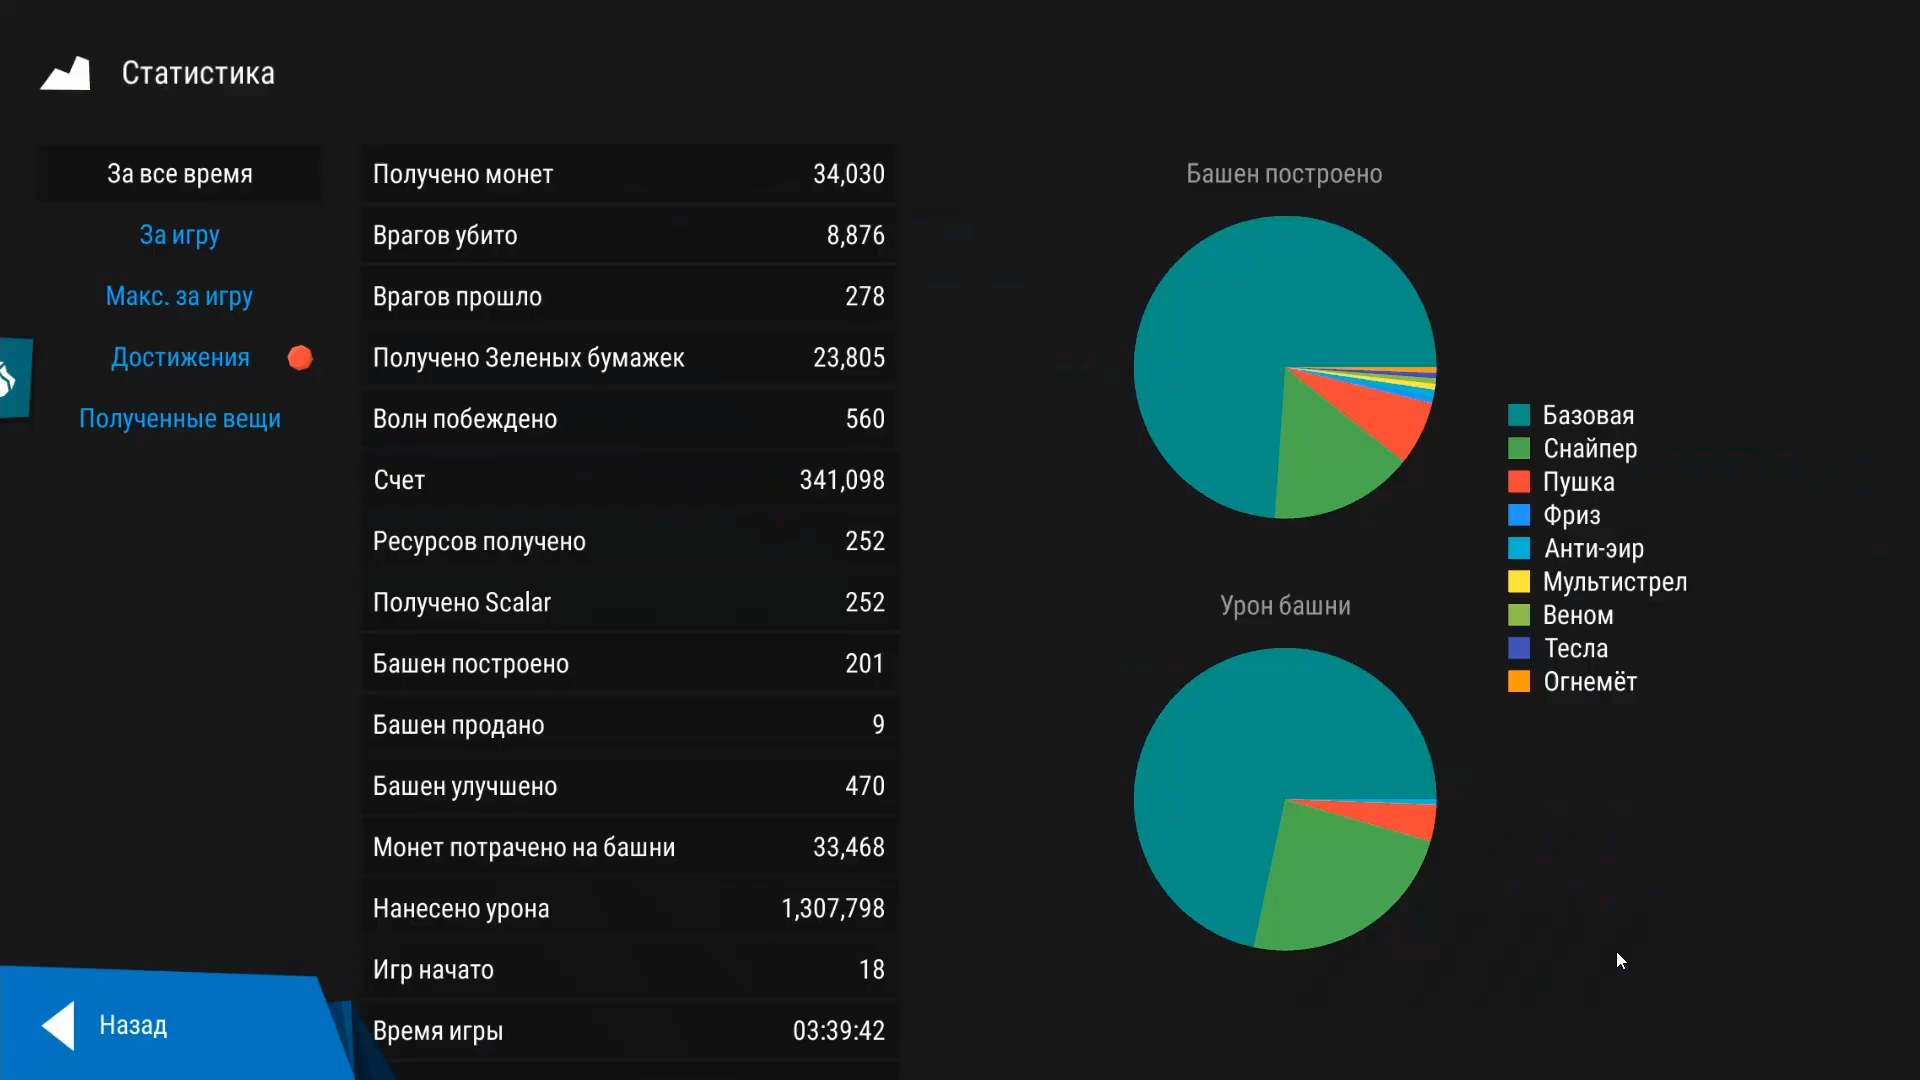 Статистика
За все время
За игру
Макс. за игру
Достижения
Полученные вещи
Получено монет 34,030
Врагов убито 8,876
Врагов прошло 278
Получено Зеленых бумажек 23,805
Волн побеждено 560
Счет 341,098
Ресурсов получено 252
Получено Scalar 252
Башен построено 201
Башен продано 9
Башен улучшено 470
Монет потрачено на башни 33,468
Нанесено урона 1,307,798
Игр начато 18
Время игры 03:39:42
Башен построено
Урон башни
Базовая
Снайпер
Пушка
Фриз
Анти-эир
Мультистрел
Веном
Тесла
Огнемёт
Назад